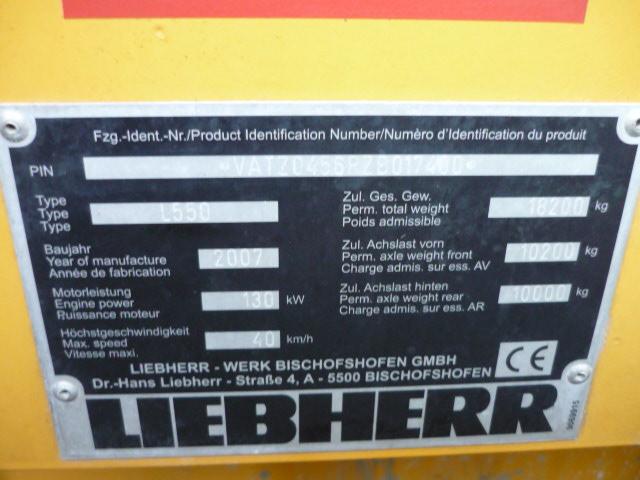 Fzg.-Ident.-Nr./Product Identification Number/Numéro d'Identification du produit
PIN
Type
Type L550
Type
Zul. Ges. Gew.
Perm. total weight 18200 kg
Poids admissible
Baujahr
Year of manufacture 2007
Année de fabrication
Zul. Achslast vorn
Perm. axle weight front 10200 kg
Charge admis. sur ess. AV
Motorleistung
Engine power 130 kW
Ruissance moteur
Zul. Achslast hinten
Perm. axle weight rear 10000 kg
Charge admis. sur ess. AR
Höchstgeschwindigkeit
Max. speed 40 km/h
Vitesse maxi.
LIEBHERR - WERK BISCHOFSHOFEN GMBH
Dr.-Hans Liebherr - Straße 4, A - 5500 BISCHOFSHOFEN
CE
LIEBHERR